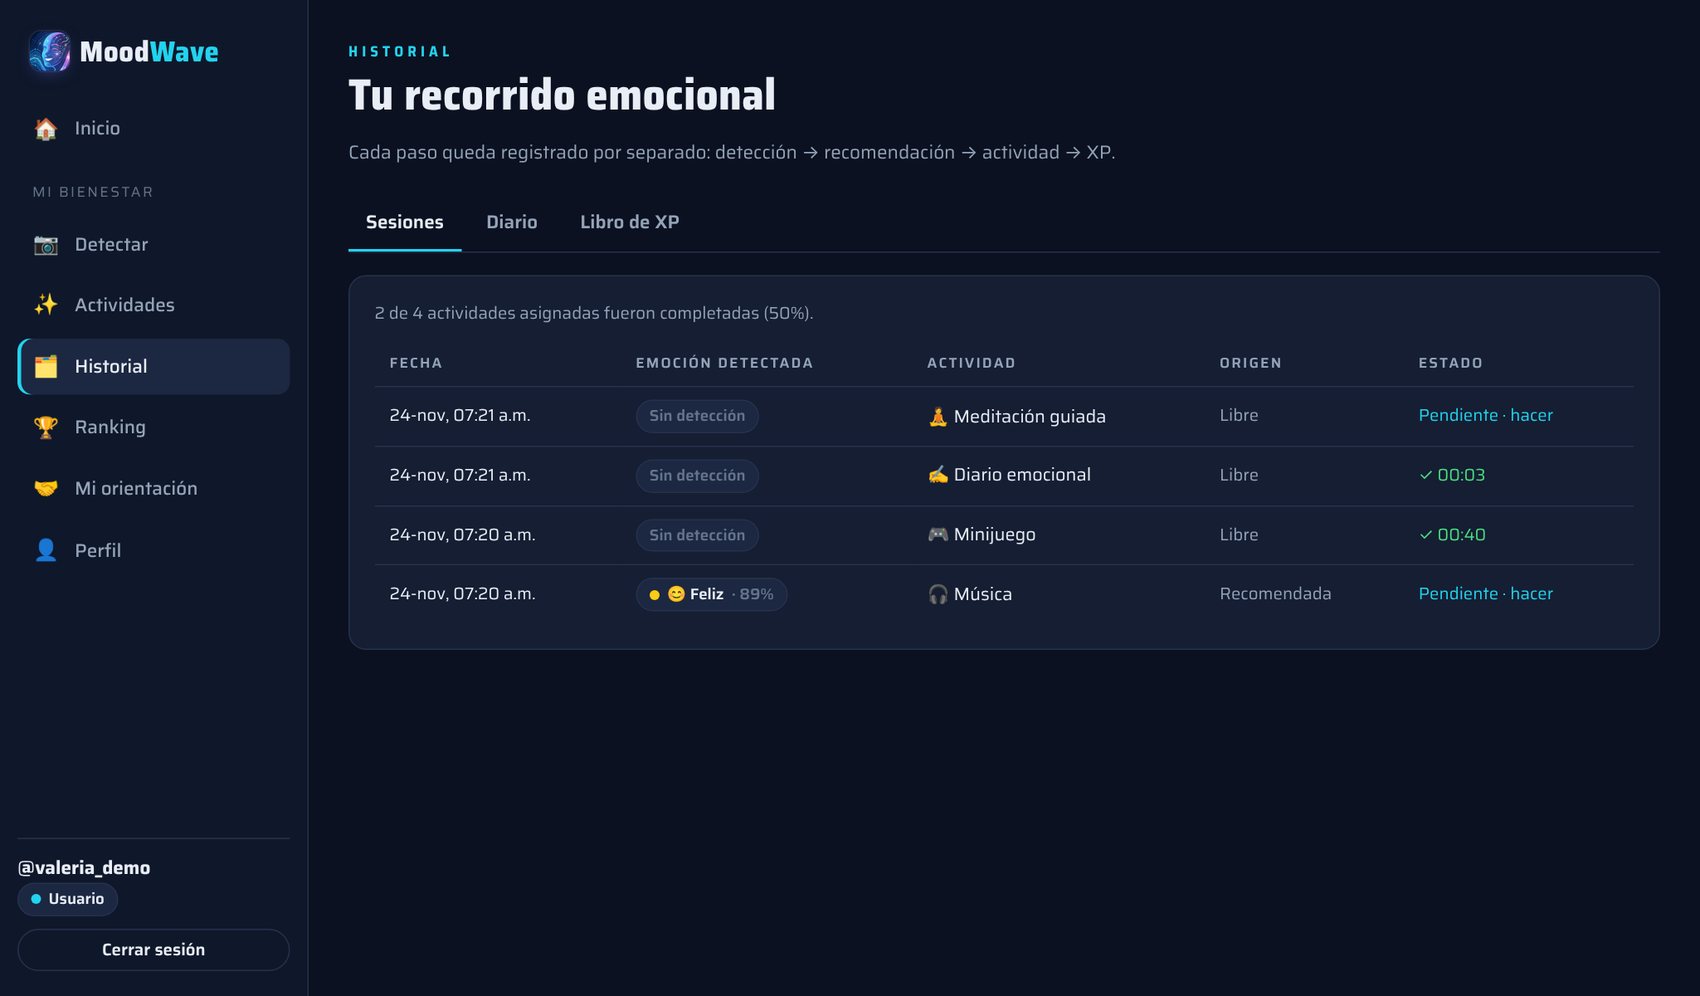 MoodWave
Inicio
MI BIENESTAR
Detectar
Actividades
Historial
Ranking
Mi orientación
Perfil
@valeria_demo
Usuario
Cerrar sesión
HISTORIAL
Tu recorrido emocional
Cada paso queda registrado por separado: detección → recomendación → actividad → XP.
Sesiones Diario Libro de XP
2 de 4 actividades asignadas fueron completadas (50%).
FECHA EMOCIÓN DETECTADA ACTIVIDAD ORIGEN ESTADO
24-nov, 07:21 a.m. Sin detección Meditación guiada Libre Pendiente · hacer
24-nov, 07:21 a.m. Sin detección Diario emocional Libre ✓ 00:03
24-nov, 07:20 a.m. Sin detección Minijuego Libre ✓ 00:40
24-nov, 07:20 a.m. Feliz · 89% Música Recomendada Pendiente · hacer